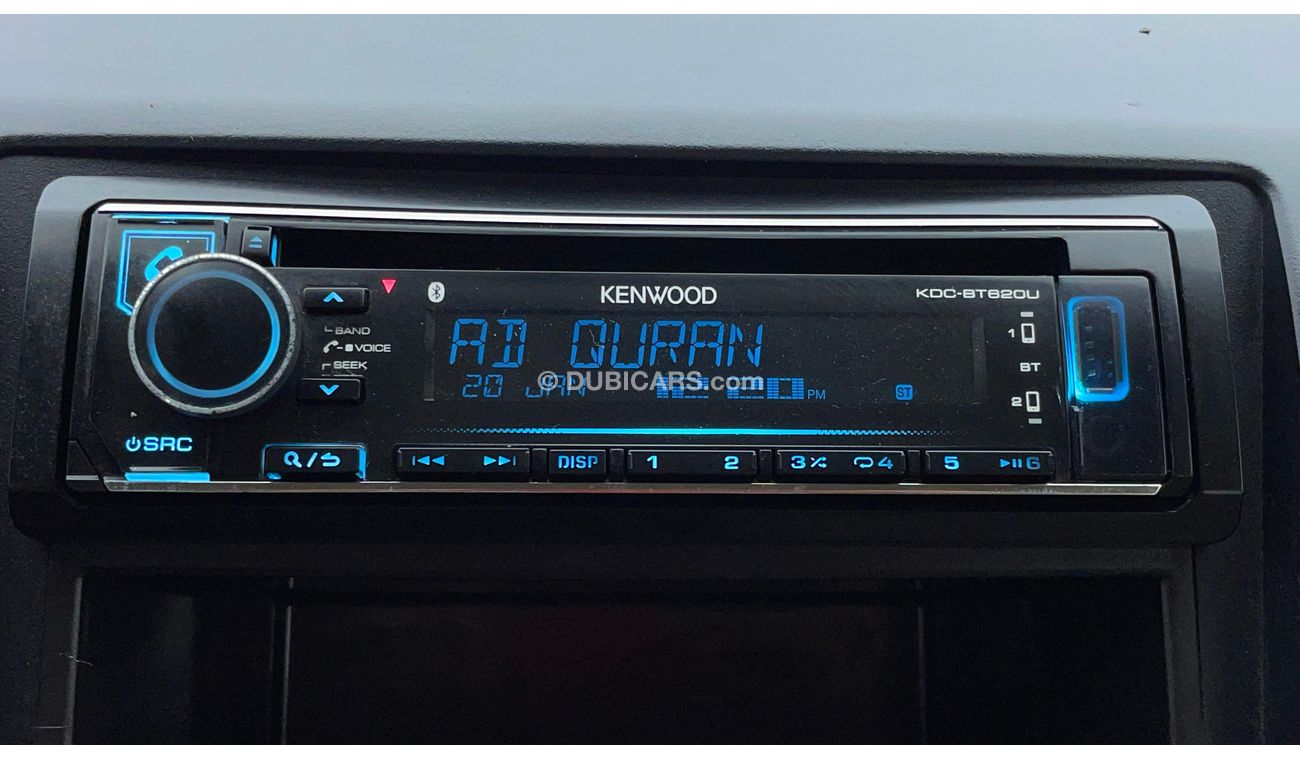 KENWOOD
KDC-BT620U
BAND
VOICE
SEEK
AD QURAN
20 JAN
PM
ST
© DUBICARS.com
1
BT
2
SRC
DISP
1
2
3
4
5
6